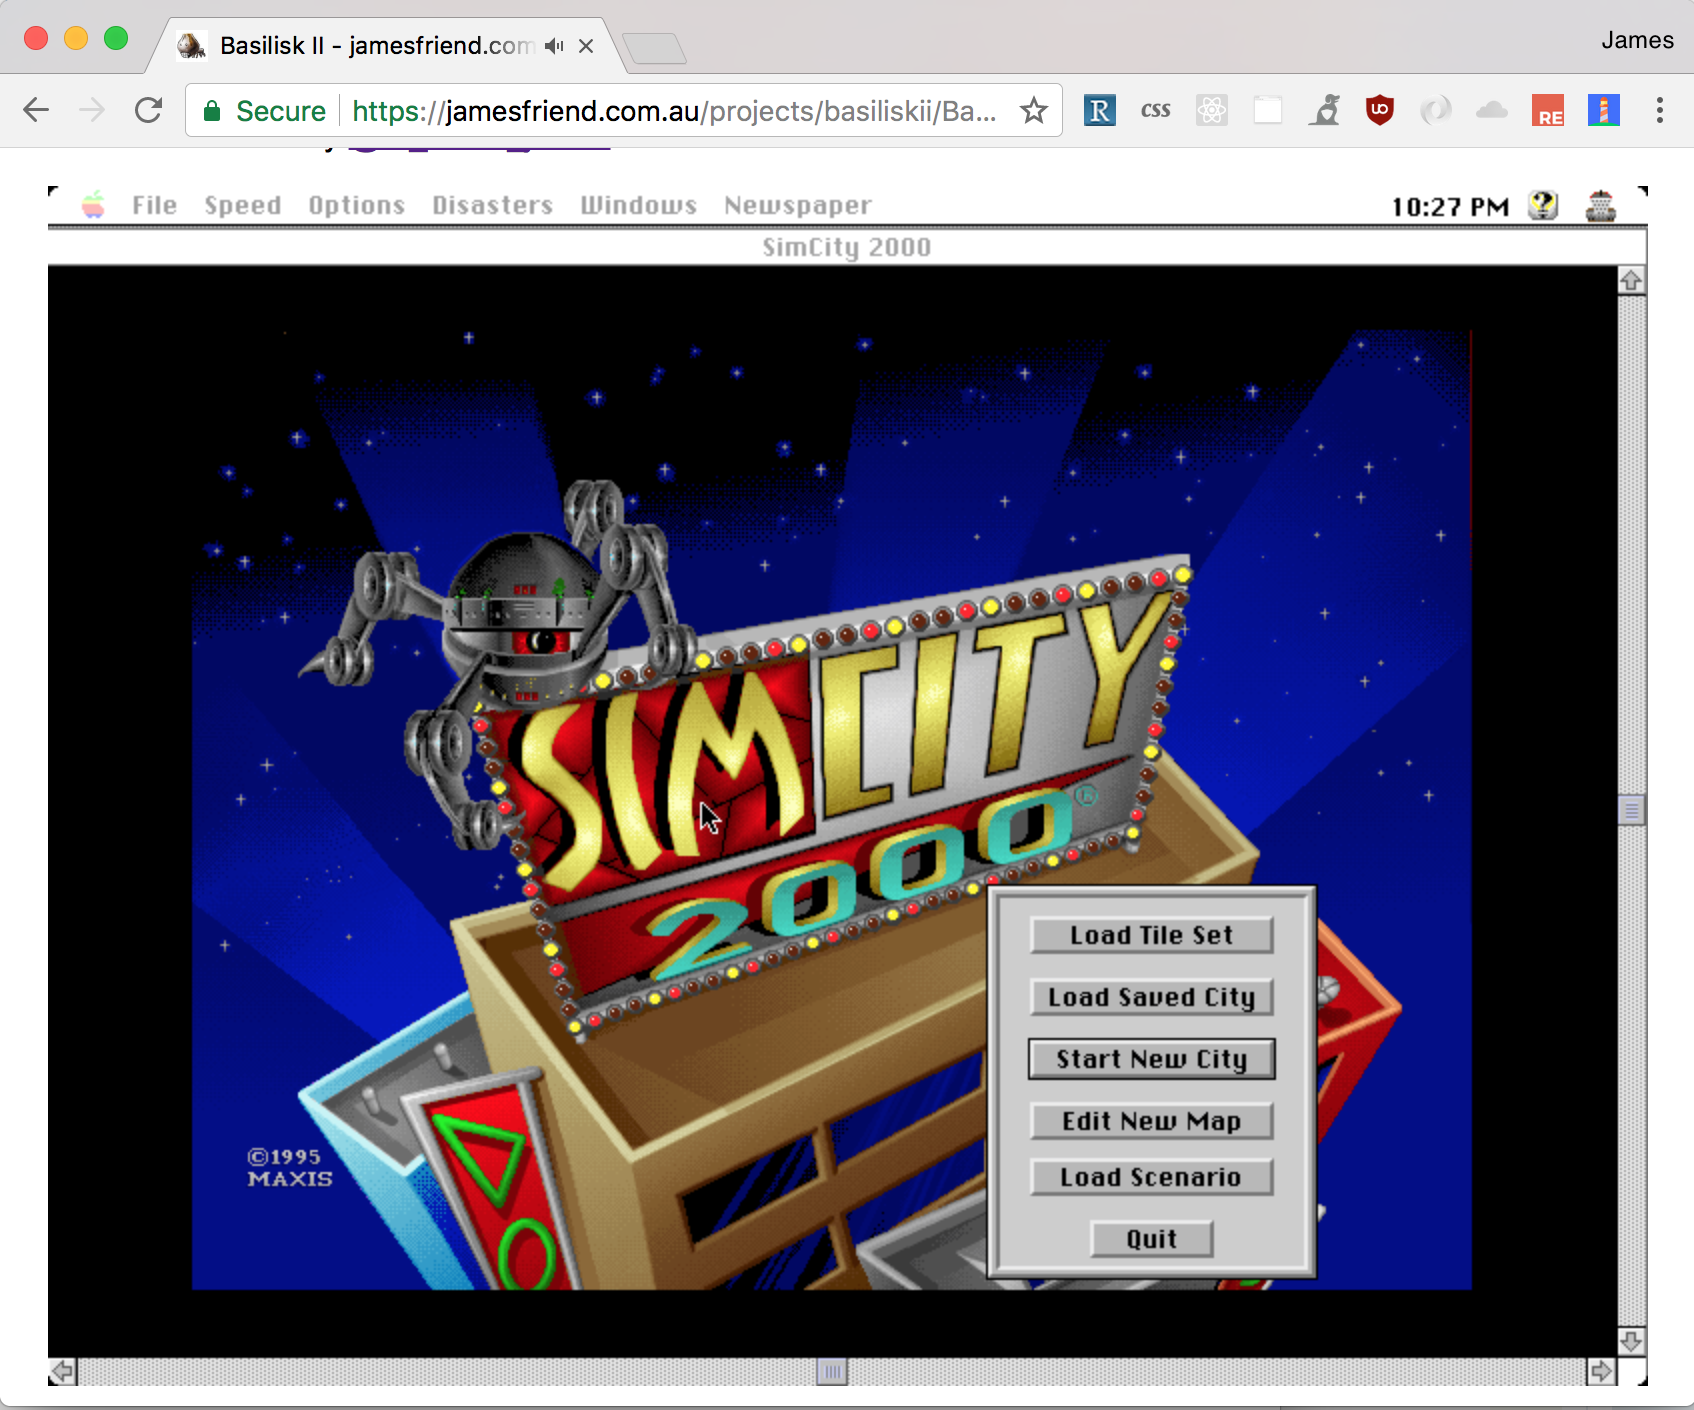 Basilisk II - jamesfriend.com
James
Secure https://jamesfriend.com.au/projects/basiliskii/Ba...
R css UO RE
File Speed Options Disasters Windows Newspaper 10:27 PM
SimCity 2000
SIMCITY
2000
Load Tile Set
Load Saved City
Start New City
Edit New Map
Load Scenario
Quit
©1995
MAXIS